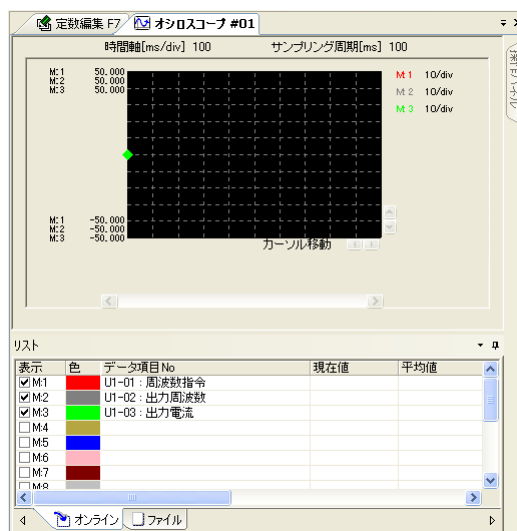 定数編集 F7 オシロスコープ #01
時間軸[ms/div] 100 サンプリング周期[ms] 100
M:1 50.000 M:1 10/div
M:2 50.000 M:2 10/div
M:3 50.000 M:3 10/div
M:1 -50.000
M:2 -50.000
M:3 -50.000
カーソル移動
リスト
表示 色 データ項目No 現在値 平均値
M:1 U1-01：周波数指令
M:2 U1-02：出力周波数
M:3 U1-03：出力電流
M:4
M:5
M:6
M:7
M:8
オンライン ファイル